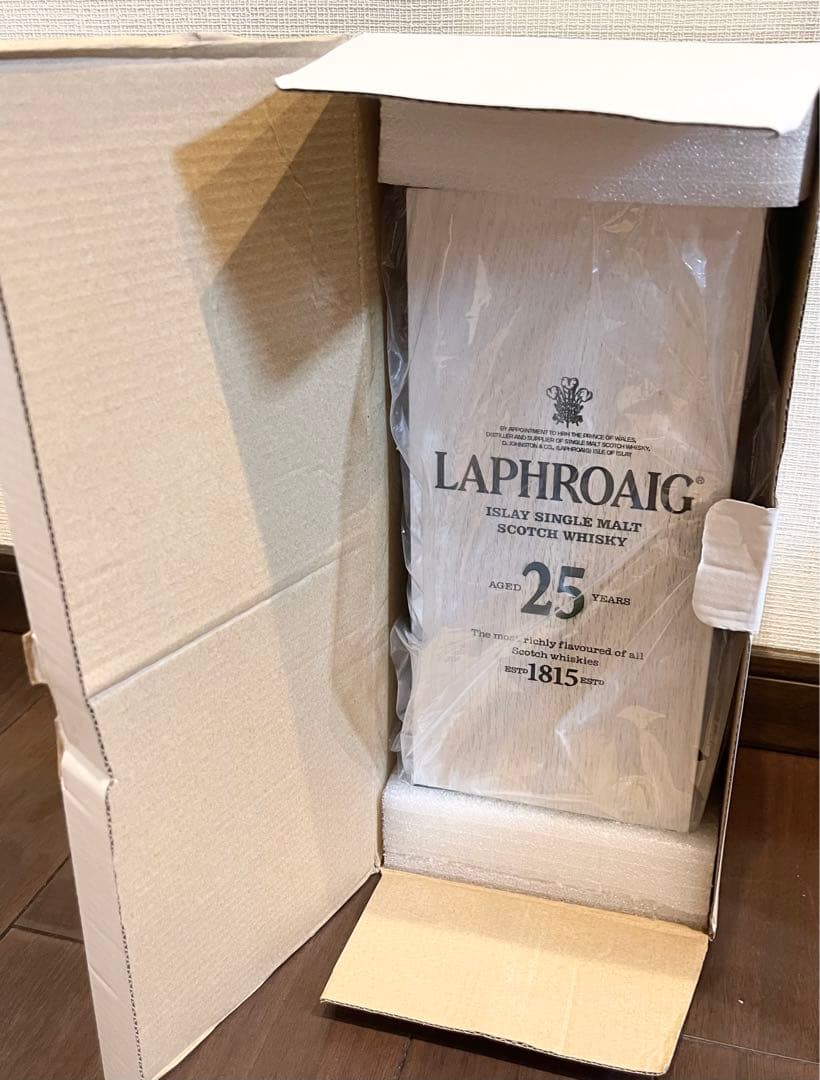 BY APPOINTMENT TO HRH THE PRINCE OF WALES,
DISTILLER AND SUPPLIER OF SINGLE MALT SCOTCH WHISKY,
D. JOHNSTON & CO., (LAPHROAIG) ISLE OF ISLAY
LAPHROAIG®
ISLAY SINGLE MALT
SCOTCH WHISKY
AGED 25 YEARS
The most richly flavoured of all
Scotch whiskies
ESTD 1815 ESTD